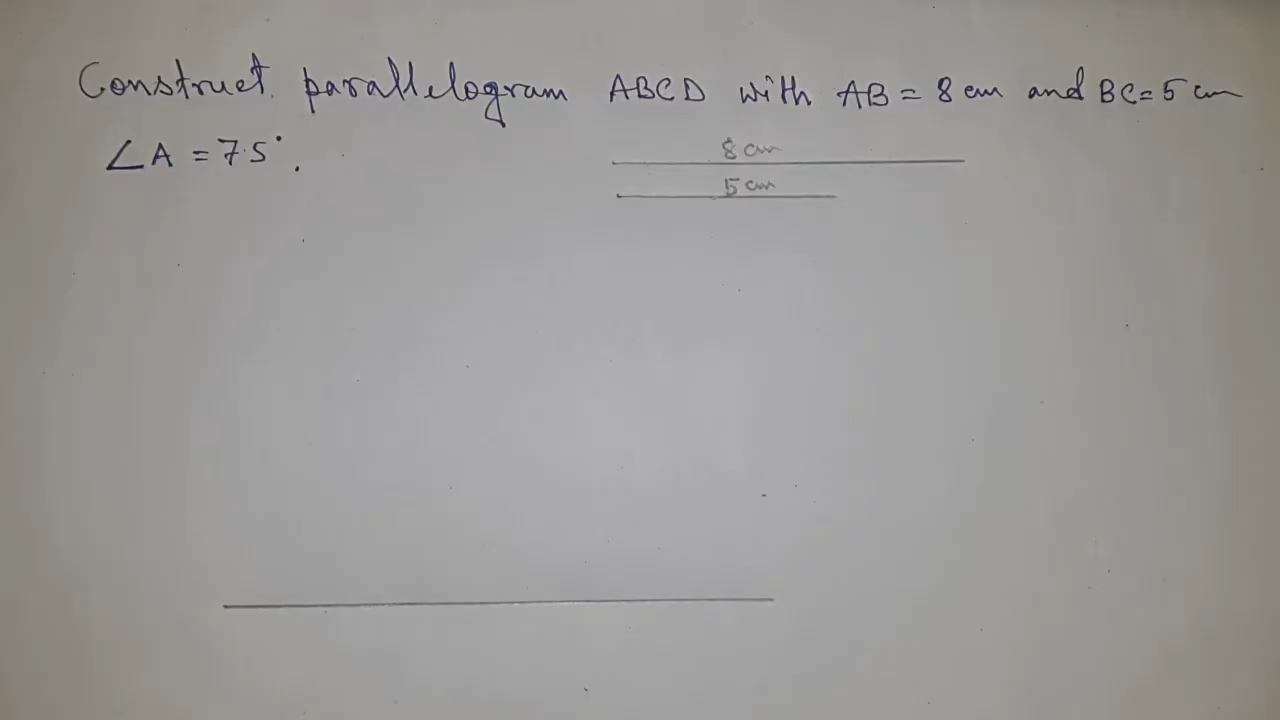 Construct parallelogram ABCD with AB = 8 cm and BC = 5 cm
∠A = 75°.
8 cm
5 cm